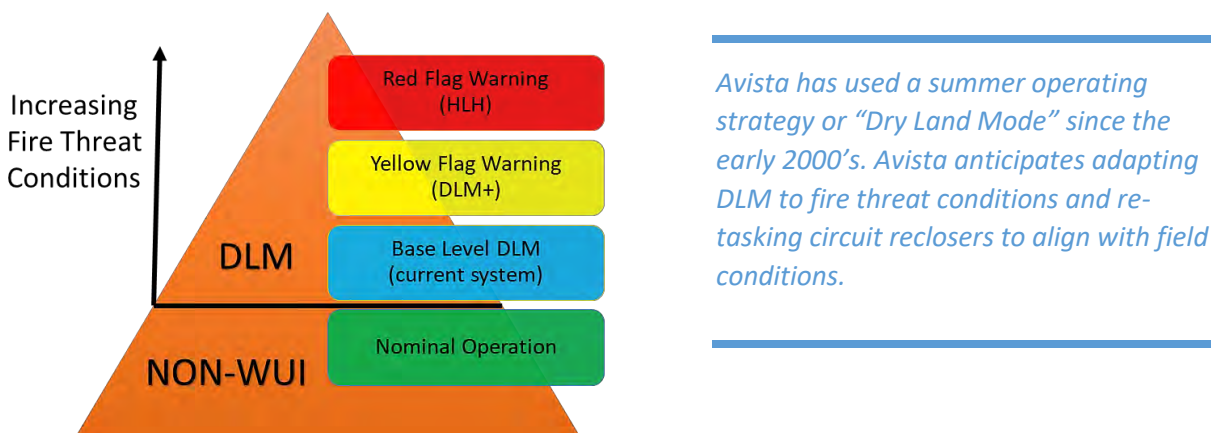 Increasing
Fire Threat
Conditions
Red Flag Warning
(HLH)
Yellow Flag Warning
(DLM+)
DLM
Base Level DLM
(current system)
Nominal Operation
NON-WUI
Avista has used a summer operating
strategy or “Dry Land Mode” since the
early 2000’s. Avista anticipates adapting
DLM to fire threat conditions and re-
tasking circuit reclosers to align with field
conditions.